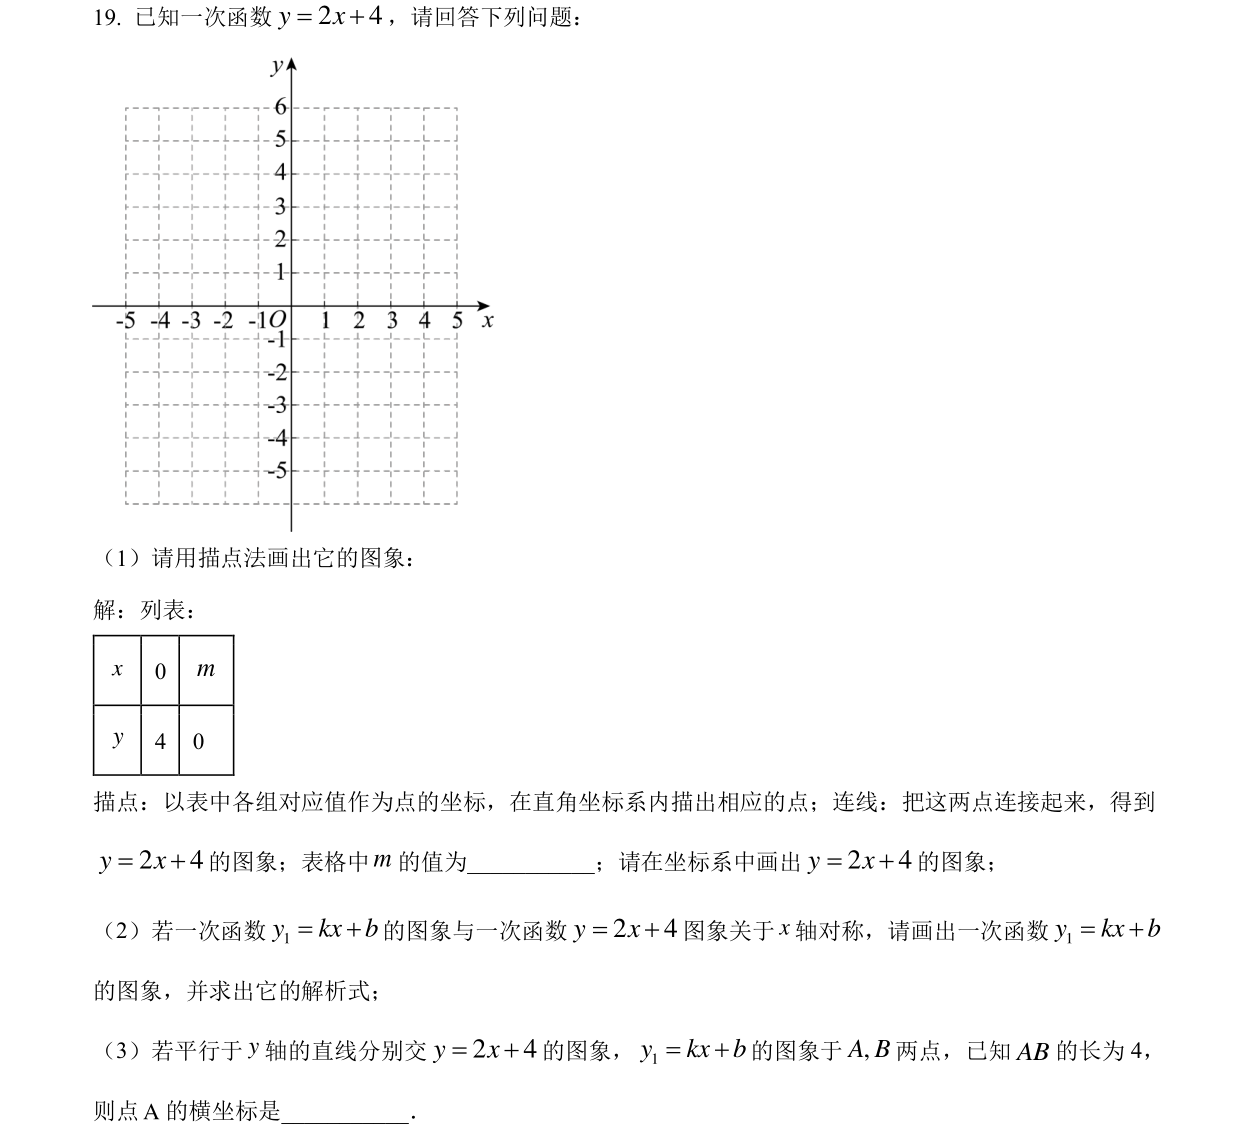 19. 已知一次函数 y = 2x + 4，请回答下列问题：
y
6
5
4
3
2
1
-5 -4 -3 -2 -1 O 1 2 3 4 5 x
-1
-2
-3
-4
-5
（1）请用描点法画出它的图象：
解：列表：
x 0 m
y 4 0
描点：以表中各组对应值作为点的坐标，在直角坐标系内描出相应的点；连线：把这两点连接起来，得到
y = 2x + 4 的图象；表格中 m 的值为___________；请在坐标系中画出 y = 2x + 4 的图象；
（2）若一次函数 y₁ = kx + b 的图象与一次函数 y = 2x + 4 图象关于 x 轴对称，请画出一次函数 y₁ = kx + b
的图象，并求出它的解析式；
（3）若平行于 y 轴的直线分别交 y = 2x + 4 的图象， y₁ = kx + b 的图象于 A, B 两点，已知 AB 的长为 4，
则点 A 的横坐标是___________．